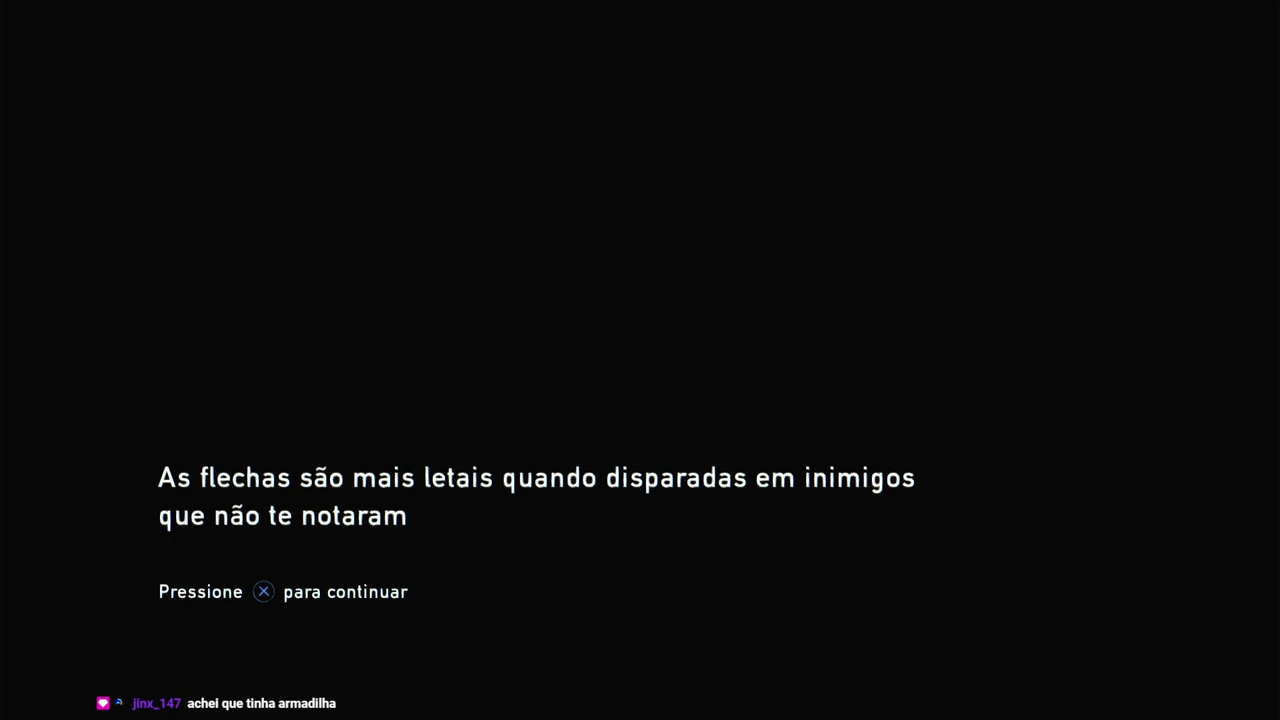 As flechas são mais letais quando disparadas em inimigos
que não te notaram
Pressione para continuar
jinx_147 achei que tinha armadilha